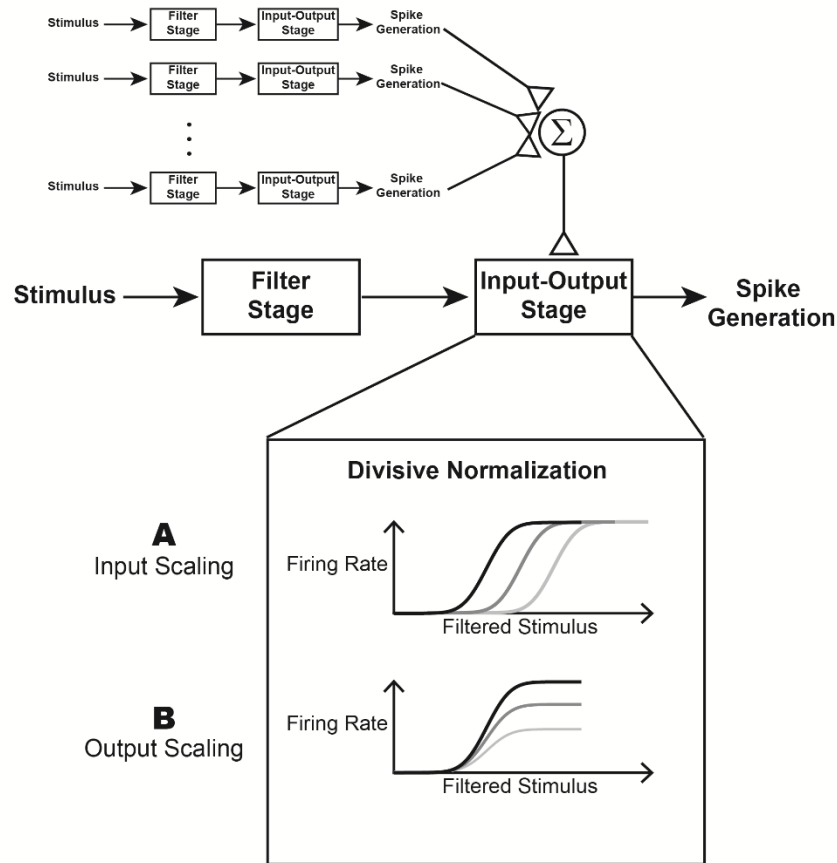 Stimulus
Filter
Stage
Input-Output
Stage
Spike
Generation
Stimulus
Filter
Stage
Input-Output
Stage
Spike
Generation
Σ
Stimulus
Filter
Stage
Input-Output
Stage
Spike
Generation
Stimulus
Filter
Stage
Input-Output
Stage
Spike
Generation
Divisive Normalization
A
Input Scaling
Firing Rate
Filtered Stimulus
B
Output Scaling
Firing Rate
Filtered Stimulus